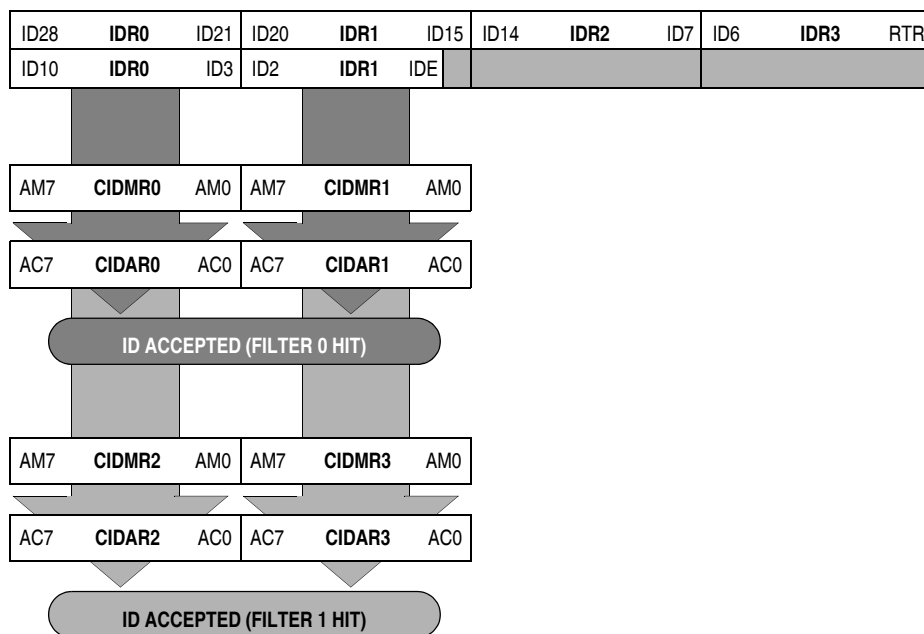 ID28 IDR0 ID21 ID20 IDR1 ID15 ID14 IDR2 ID7 ID6 IDR3 RTR
ID10 IDR0 ID3 ID2 IDR1 IDE
AM7 CIDMR0 AM0 AM7 CIDMR1 AM0
AC7 CIDAR0 AC0 AC7 CIDAR1 AC0
ID ACCEPTED (FILTER 0 HIT)
AM7 CIDMR2 AM0 AM7 CIDMR3 AM0
AC7 CIDAR2 AC0 AC7 CIDAR3 AC0
ID ACCEPTED (FILTER 1 HIT)